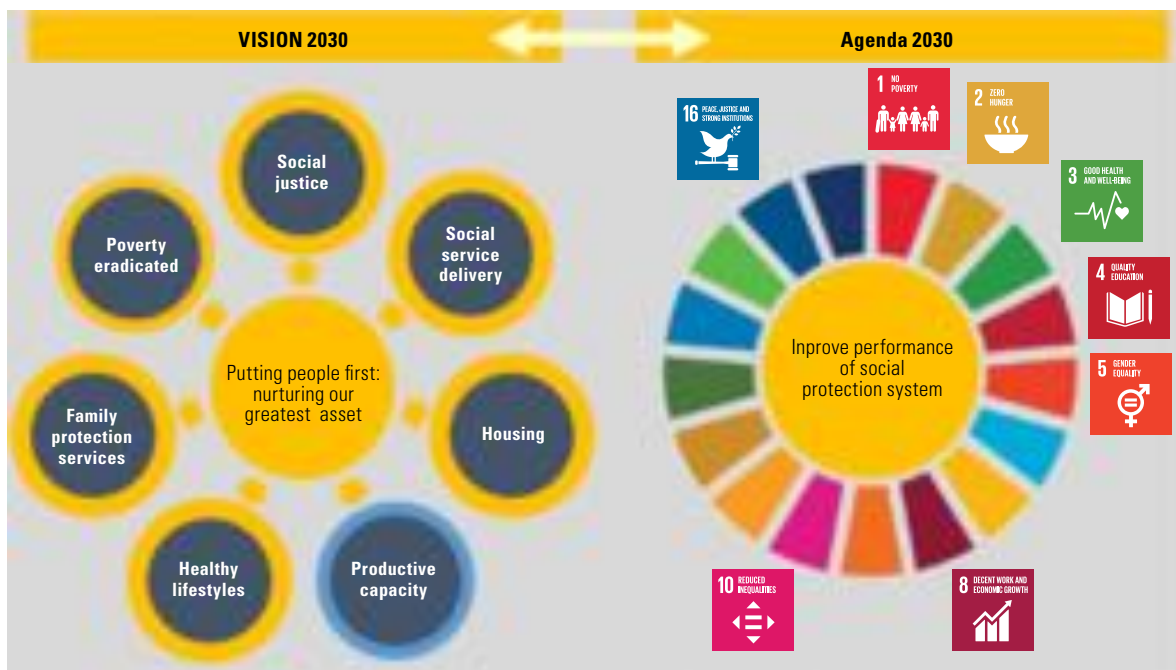 VISION 2030
Agenda 2030
Social
justice
Social
service
delivery
Housing
Productive
capacity
Healthy
lifestyles
Family
protection
services
Poverty
eradicated
Putting people first:
nurturing our
greatest asset
16 PEACE, JUSTICE AND
STRONG INSTITUTIONS
1 NO
POVERTY
2 ZERO
HUNGER
3 GOOD HEALTH
AND WELL-BEING
4 QUALITY
EDUCATION
5 GENDER
EQUALITY
8 DECENT WORK AND
ECONOMIC GROWTH
10 REDUCED
INEQUALITIES
Inprove performance
of social
protection system